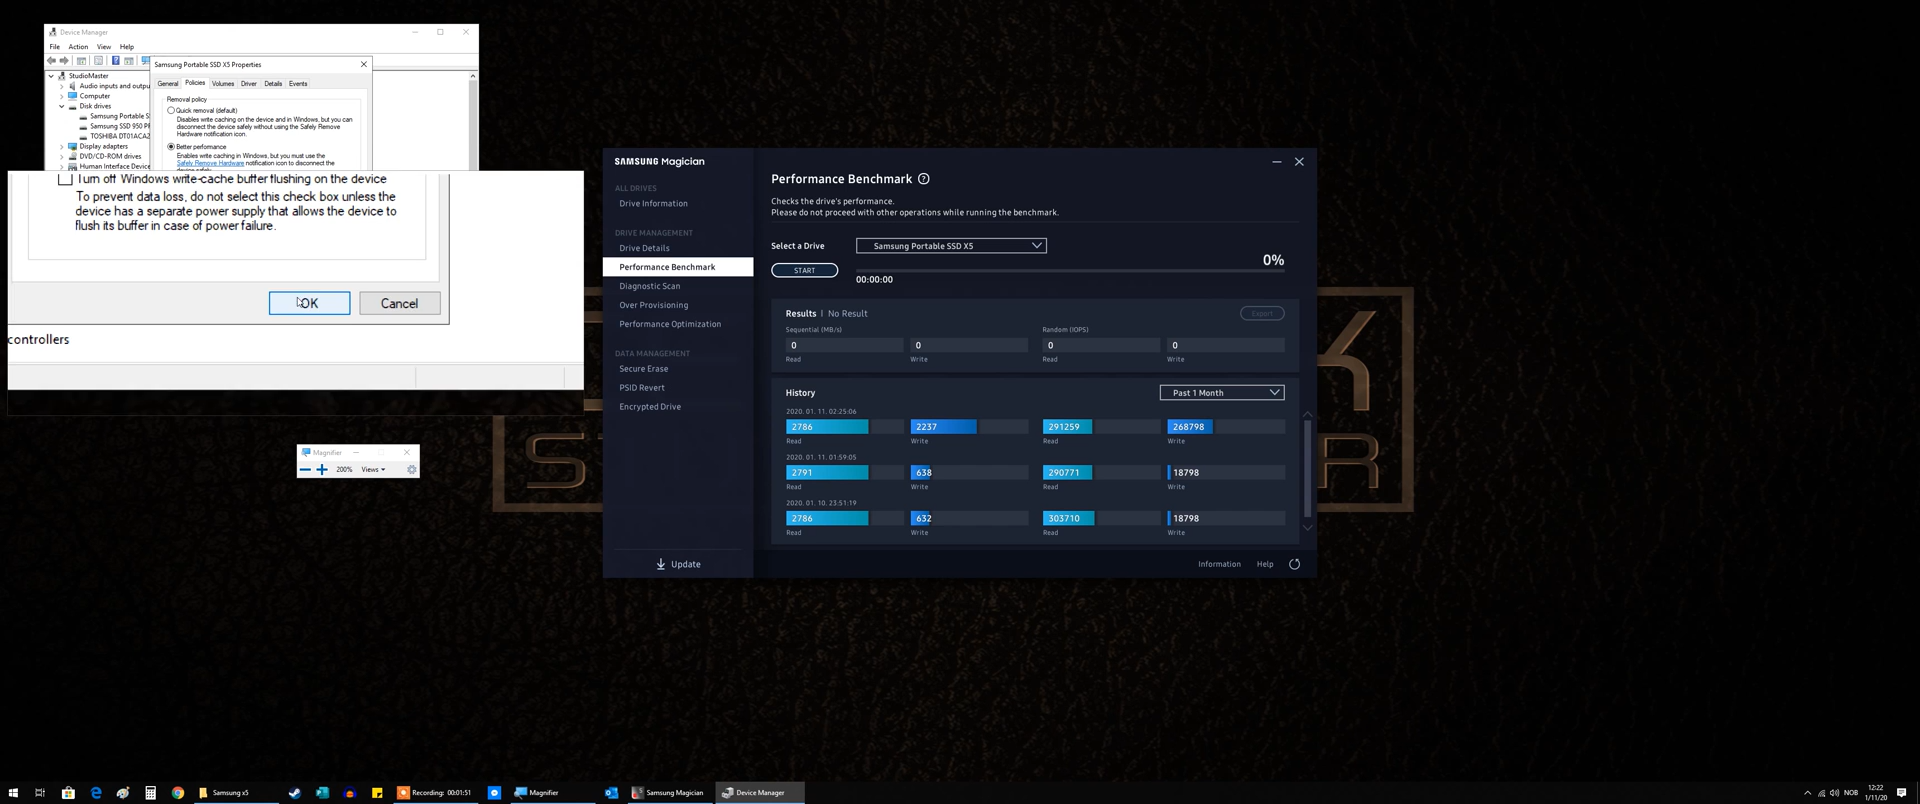 Device Manager
File Action View Help
StudioMaster
Audio inputs and outpu
Computer
Disk drives
Samsung Portable S
Samsung SSD 950 P
TOSHIBA DT01ACA2
Display adapters
DVD/CD-ROM drives
Human Interface Device
Samsung Portable SSD X5 Properties
General Policies Volumes Driver Details Events
Removal policy
Quick removal (default)
Disables write caching on the device and in Windows, but you can
disconnect the device safely without using the Safely Remove
Hardware notification icon.
Better performance
Enables write caching in Windows, but you must use the
Safely Remove Hardware notification icon to disconnect the
Turn off Windows write-cache buffer flushing on the device
To prevent data loss, do not select this check box unless the
device has a separate power supply that allows the device to
flush its buffer in case of power failure.
OK Cancel
controllers
Magnifier
200% Views
SAMSUNG Magician
ALL DRIVES
Drive Information
DRIVE MANAGEMENT
Drive Details
Performance Benchmark
Diagnostic Scan
Over Provisioning
Performance Optimization
DATA MANAGEMENT
Secure Erase
PSID Revert
Encrypted Drive
Update
Performance Benchmark ?
Checks the drive's performance.
Please do not proceed with other operations while running the benchmark.
Select a Drive Samsung Portable SSD X5
START 0%
00:00:00
Results | No Result Export
Sequential (MB/s) Random (IOPS)
0 0 0 0
Read Write Read Write
History Past 1 Month
2020. 01. 11. 02:25:06
2786 2237 291259 268798
Read Write Read Write
2020. 01. 11. 01:59:05
2791 638 290771 18798
Read Write Read Write
2020. 01. 10. 23:51:19
2786 632 303710 18798
Read Write Read Write
Information Help
Samsung x5 Recording: 00:01:51 Magnifier Samsung Magician Device Manager NOB 12:22
1/11/20